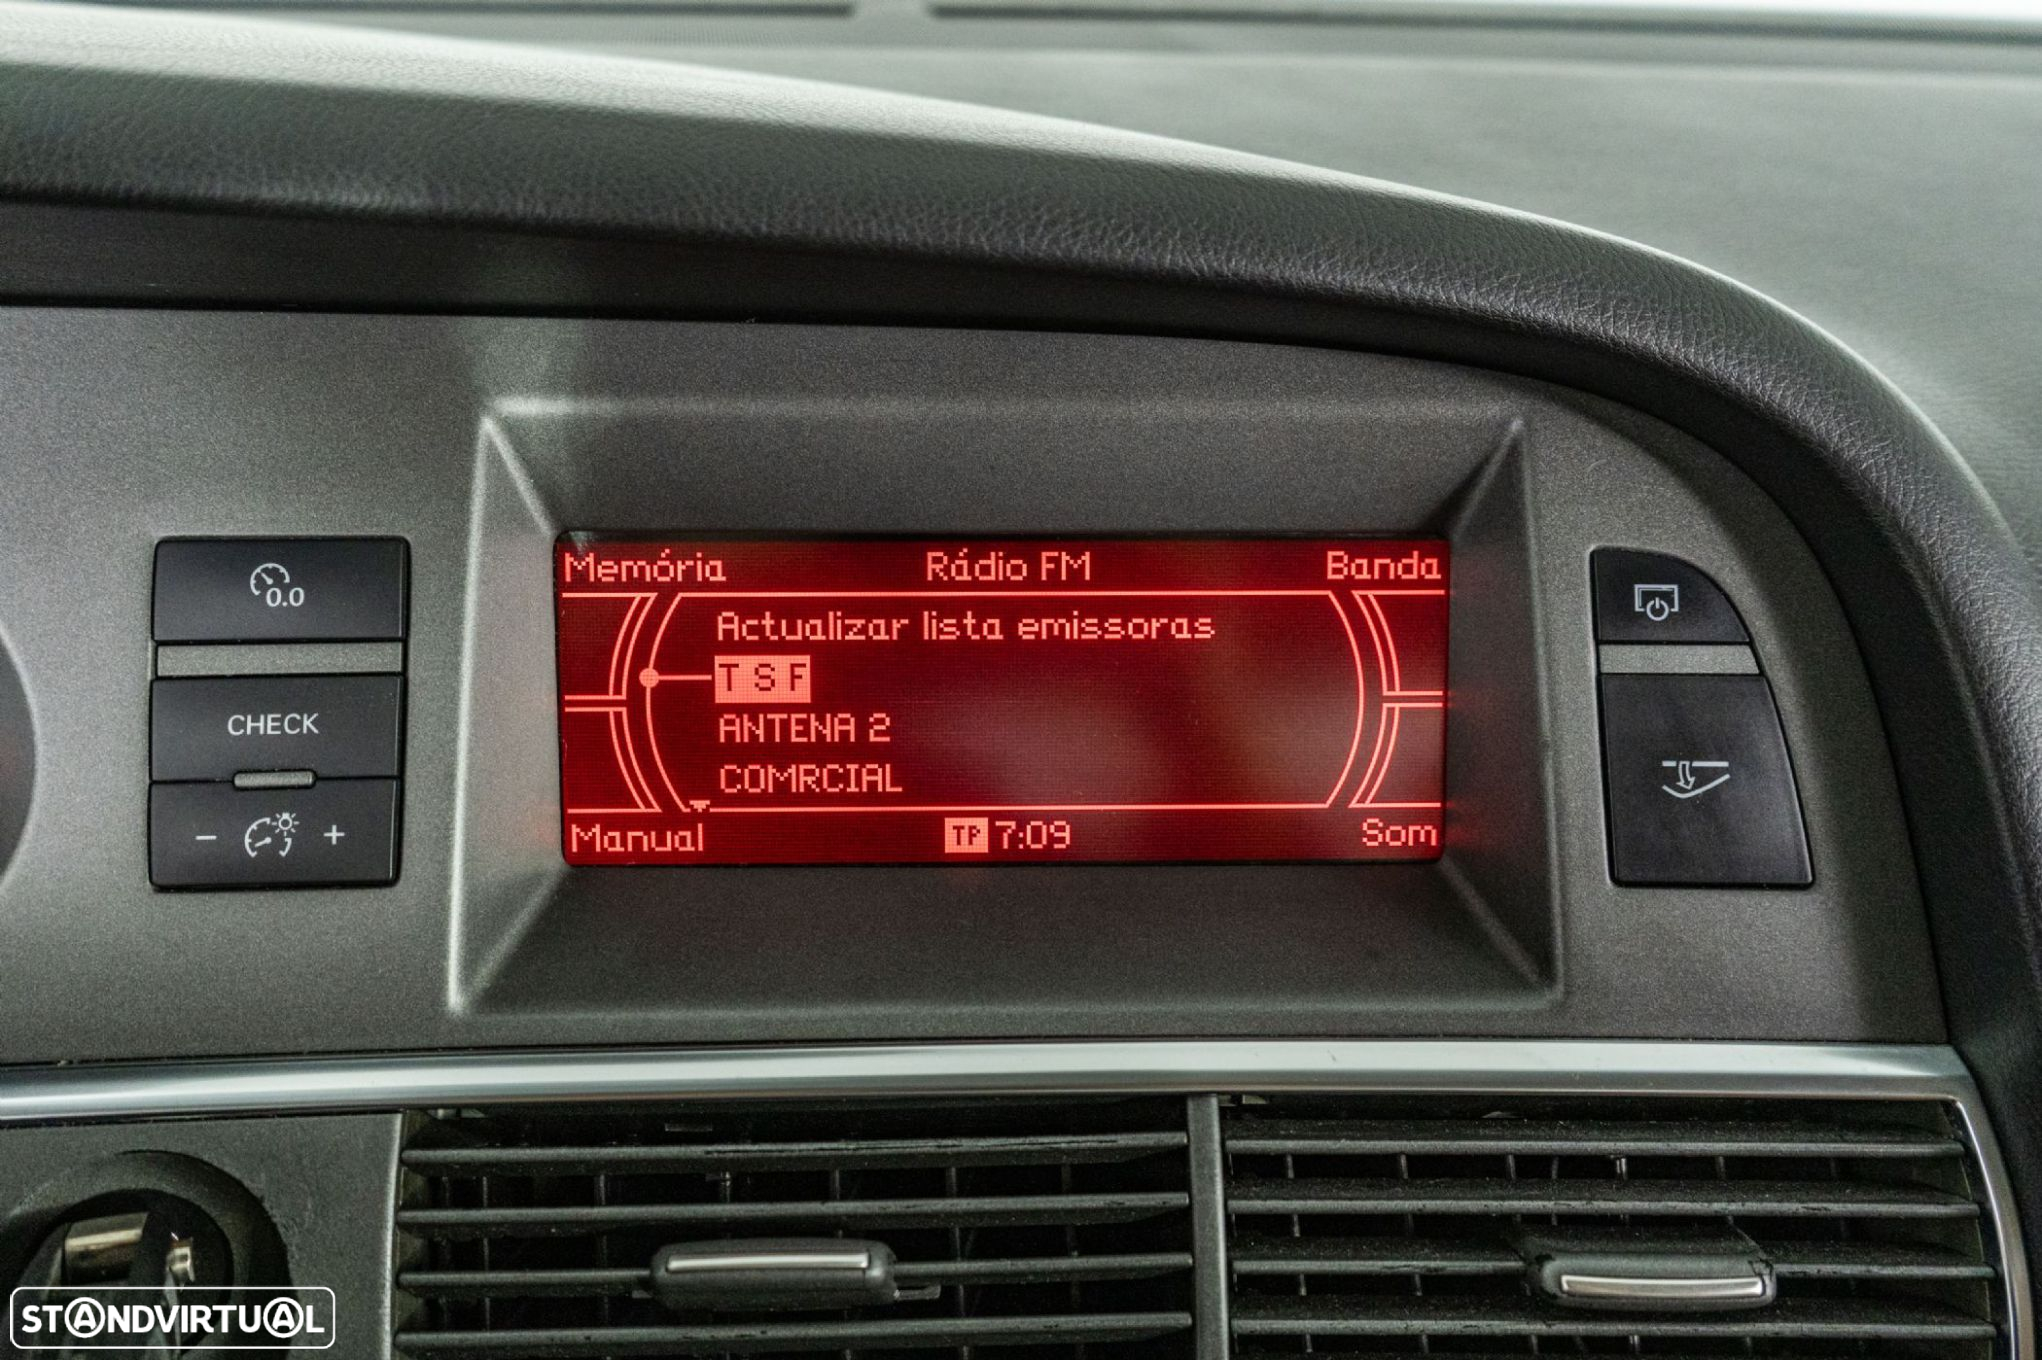 Memória Rádio FM Banda
Actualizar lista emissoras
T S F
ANTENA 2
COMRCIAL
Manual TP 7:09 Som
0.0
CHECK
- +
STANDVIRTUAL